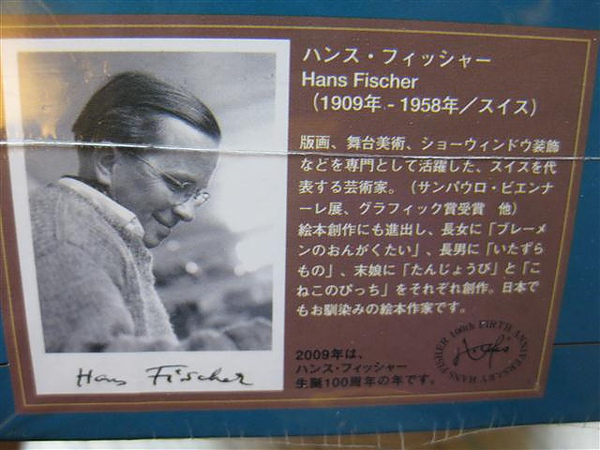 ハンス・フィッシャー
Hans Fischer
（1909年 - 1958年／スイス）
版画、舞台美術、ショーウィンドウ装飾
などを専門として活躍した、スイスを代
表する芸術家。（サンパウロ・ビエンナ
ーレ展、グラフィック賞受賞　他）
絵本創作にも進出し、長女に「ブレーメ
ンのおんがくたい」、長男に「いたずら
もの」、末娘に「たんじょうび」と「こ
ねこのぴっち」をそれぞれ創作。日本で
もお馴染みの絵本作家です。
2009年は、
ハンス・フィッシャー
生誕100周年の年です。
Hans Fischer
100th BIRTH ANNIVERSARY HANS FISHER